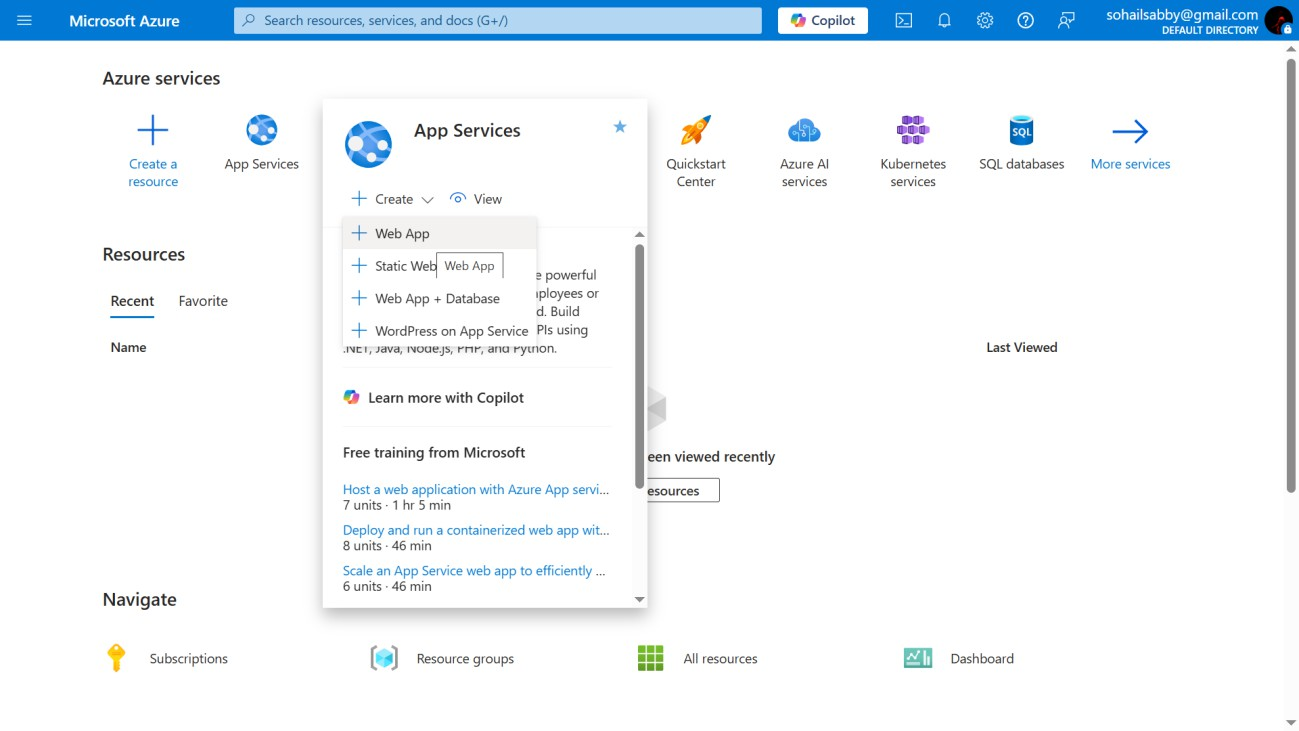 Microsoft Azure
Search resources, services, and docs (G+/)
Copilot
sohailsabby@gmail.com
DEFAULT DIRECTORY
Azure services
Create a
resource
App Services
App Services
Create
View
Web App
Static Web
Web App
Web App + Database
WordPress on App Service
e powerful
ployees or
d. Build
PIs using
.NET, Java, Node.js, PHP, and Python.
Learn more with Copilot
Free training from Microsoft
Host a web application with Azure App servi...
7 units · 1 hr 5 min
Deploy and run a containerized web app wit...
8 units · 46 min
Scale an App Service web app to efficiently ...
6 units · 46 min
Quickstart
Center
Azure AI
services
Kubernetes
services
SQL
SQL databases
More services
Resources
Recent
Favorite
Name
Last Viewed
een viewed recently
esources
Navigate
Subscriptions
Resource groups
All resources
Dashboard